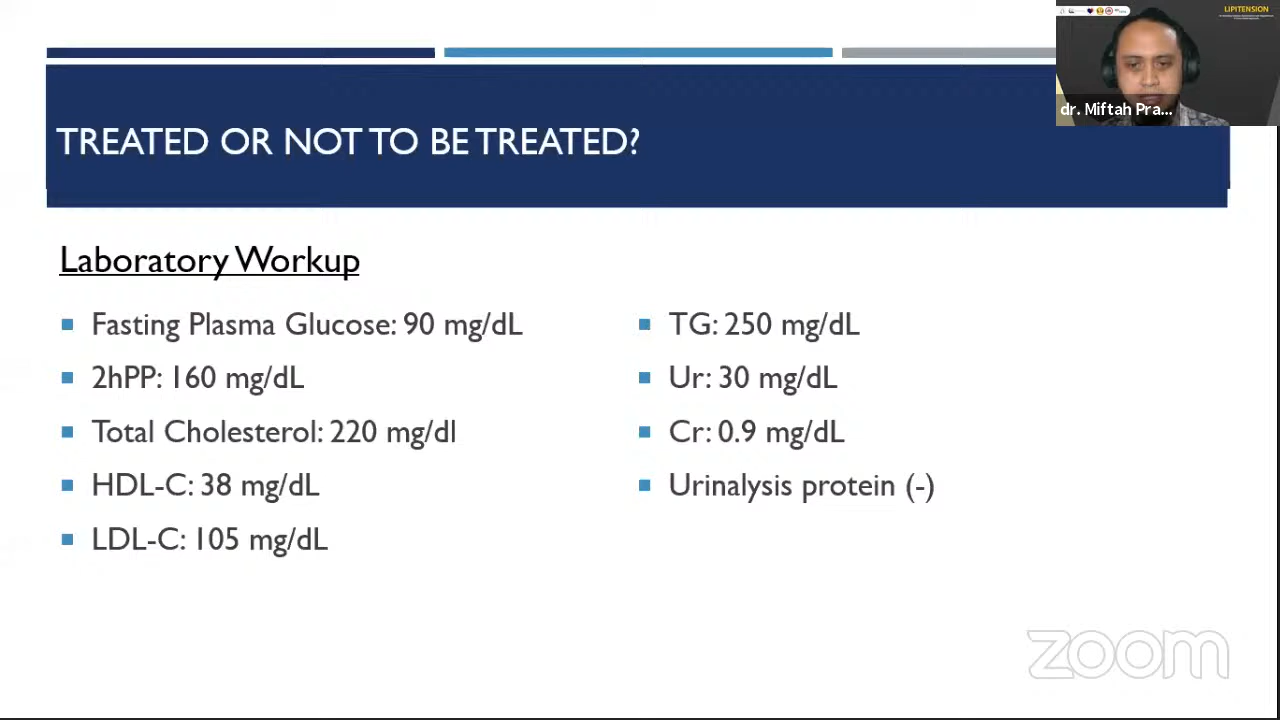 LIPITENSION
dr. Miftah Pra...
TREATED OR NOT TO BE TREATED?
Laboratory Workup
Fasting Plasma Glucose: 90 mg/dL
2hPP: 160 mg/dL
Total Cholesterol: 220 mg/dl
HDL-C: 38 mg/dL
LDL-C: 105 mg/dL
TG: 250 mg/dL
Ur: 30 mg/dL
Cr: 0.9 mg/dL
Urinalysis protein (-)
zoom